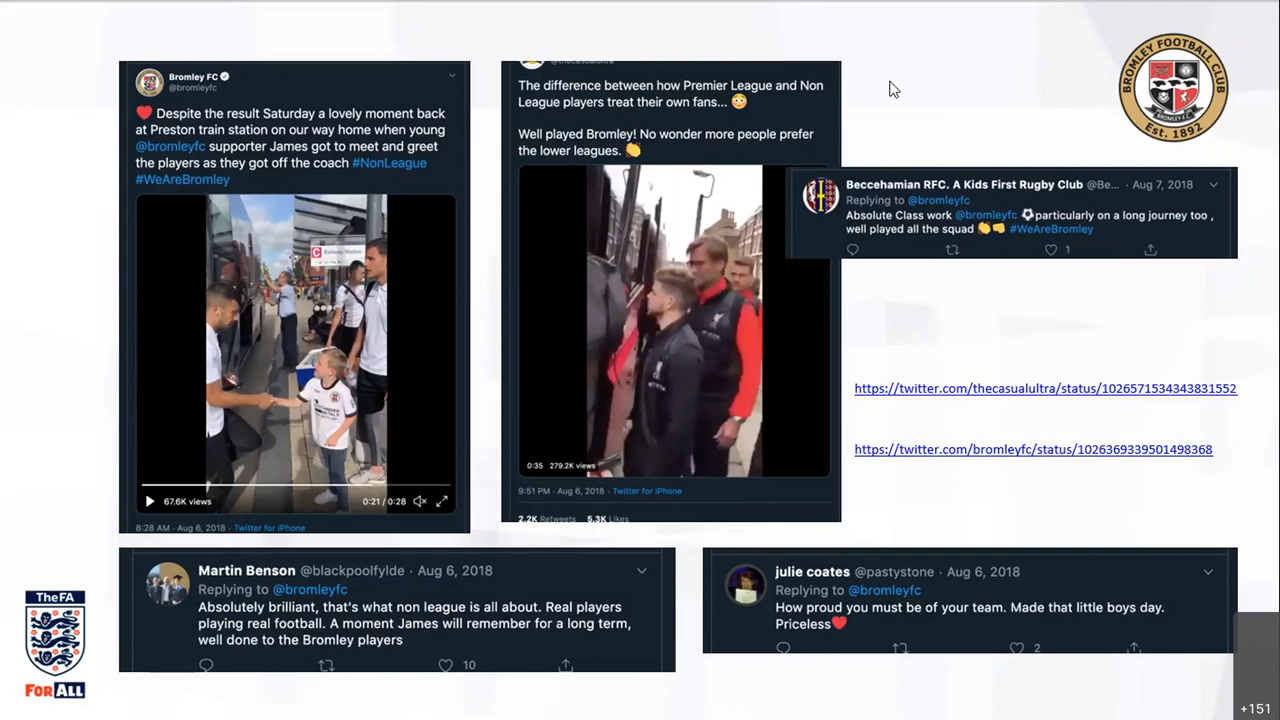 Bromley FC
@bromleyfc
❤️ Despite the result Saturday a lovely moment back
at Preston train station on our way home when young
@bromleyfc supporter James got to meet and greet
the players as they got off the coach #NonLeague
#WeAreBromley
Railway Station
67.6K views
0:21 / 0:28
8:28 AM · Aug 6, 2018 · Twitter for iPhone
@thecasualultra
The difference between how Premier League and Non
League players treat their own fans... 😳
Well played Bromley! No wonder more people prefer
the lower leagues. 👏
0:35 279.2K views
9:51 PM · Aug 6, 2018 · Twitter for iPhone
2.2K Retweets 5.3K Likes
BROMLEY FOOTBALL CLUB
BROMLEY F.C
Est. 1892
Beccehamian RFC. A Kids First Rugby Club @Be... · Aug 7, 2018
Replying to @bromleyfc
Absolute Class work @bromleyfc ⚽particularly on a long journey too ,
well played all the squad 👏👊 #WeAreBromley
1
https://twitter.com/thecasualultra/status/1026571534343831552
https://twitter.com/bromleyfc/status/1026369339501498368
Martin Benson @blackpoolfylde · Aug 6, 2018
Replying to @bromleyfc
Absolutely brilliant, that's what non league is all about. Real players
playing real football. A moment James will remember for a long term,
well done to the Bromley players
10
julie coates @pastystone · Aug 6, 2018
Replying to @bromleyfc
How proud you must be of your team. Made that little boys day.
Priceless❤️
2
The FA
FOR ALL
+151